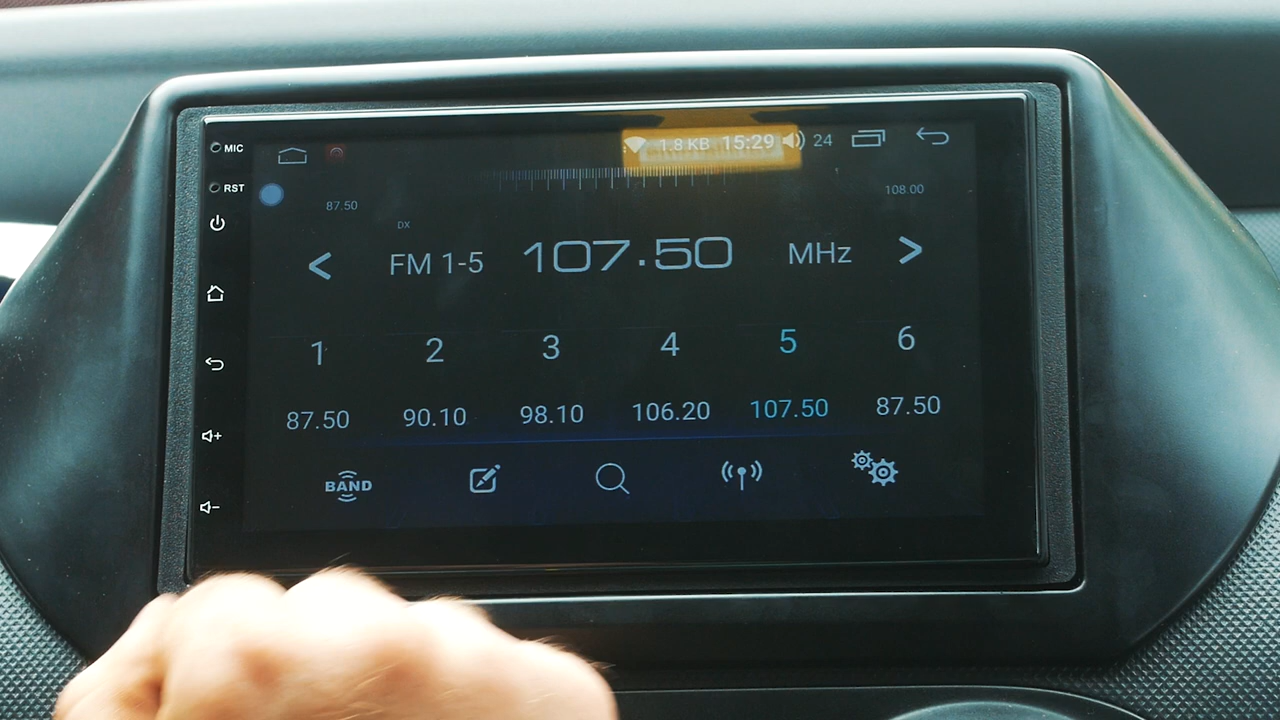 MIC
1.8 KB 15:29 24
RST
87.50 108.00
DX
< FM 1-5 107.50 MHz >
1 2 3 4 5 6
87.50 90.10 98.10 106.20 107.50 87.50
BAND